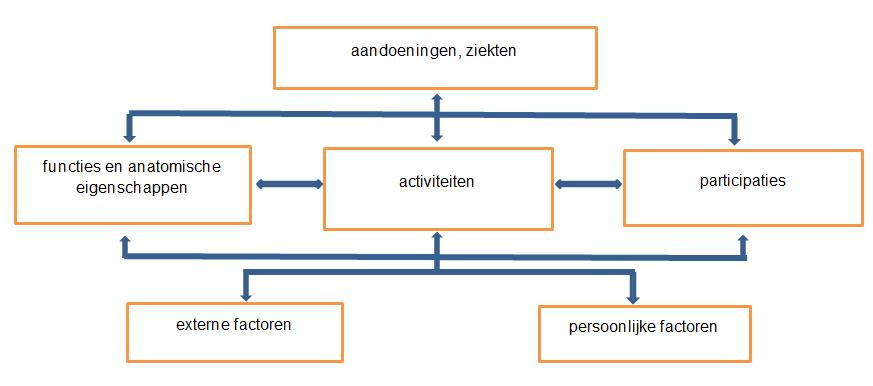 aandoeningen, ziekten
functies en anatomische
eigenschappen
activiteiten
participaties
externe factoren
persoonlijke factoren